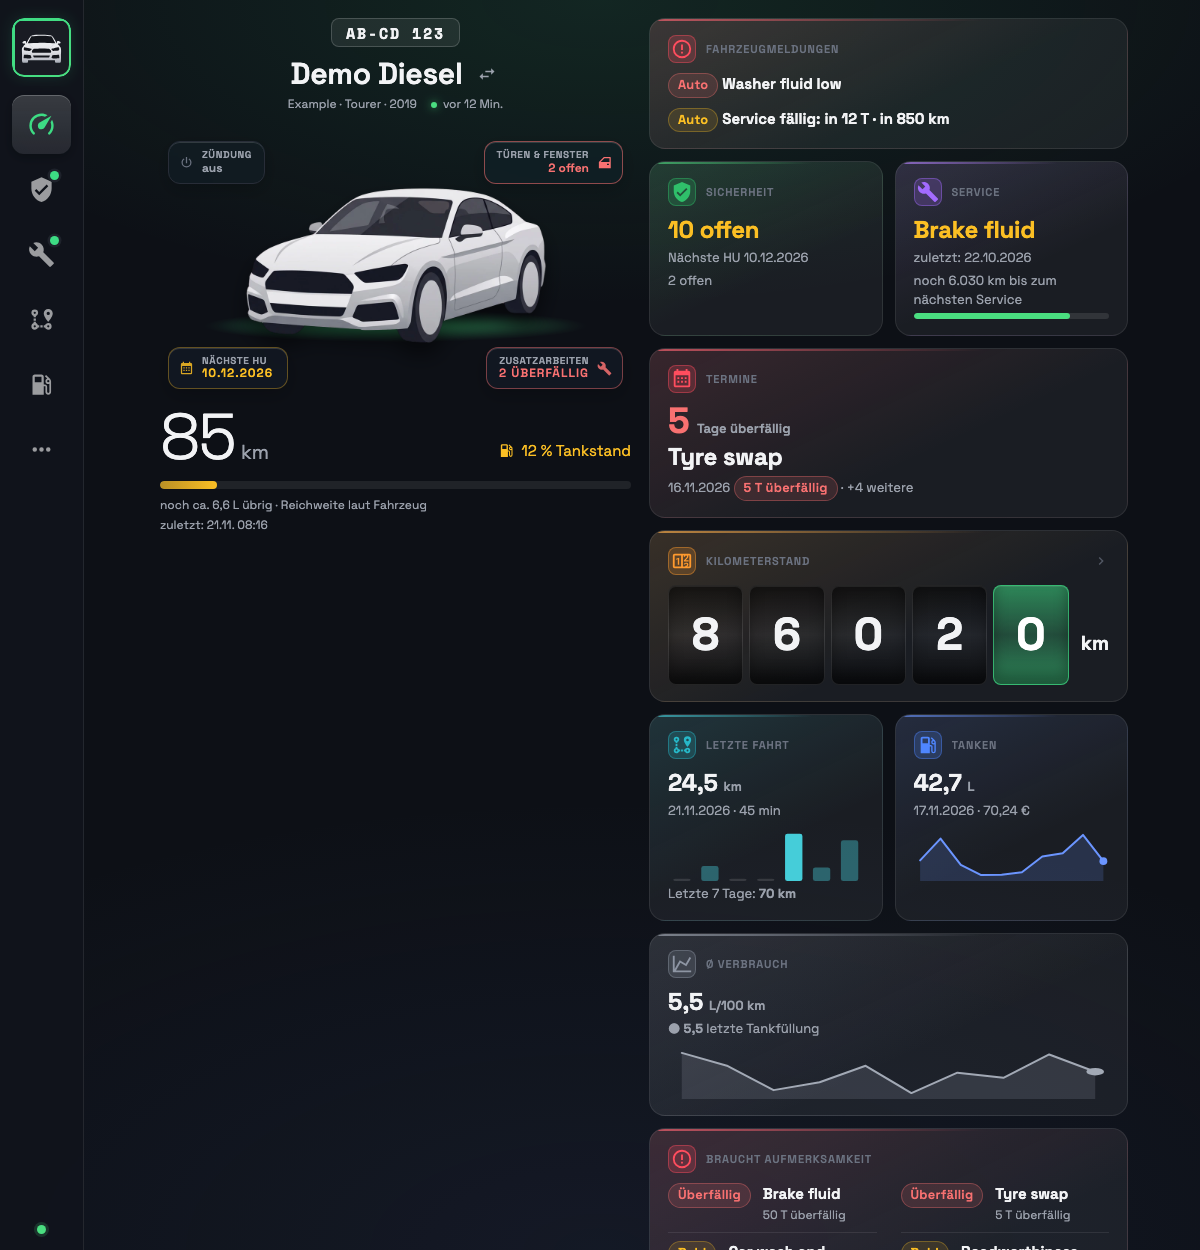 AB-CD 123
Demo Diesel
Example · Tourer · 2019 vor 12 Min.
ZÜNDUNG
aus
TÜREN & FENSTER
2 offen
NÄCHSTE HU
10.12.2026
ZUSATZARBEITEN
2 ÜBERFÄLLIG
85 km
12 % Tankstand
noch ca. 6,6 L übrig · Reichweite laut Fahrzeug
zuletzt: 21.11. 08:16
FAHRZEUGMELDUNGEN
Auto Washer fluid low
Auto Service fällig: in 12 T · in 850 km
SICHERHEIT
10 offen
Nächste HU 10.12.2026
2 offen
SERVICE
Brake fluid
zuletzt: 22.10.2026
noch 6.030 km bis zum
nächsten Service
TERMINE
5 Tage überfällig
Tyre swap
16.11.2026 5 T überfällig · +4 weitere
KILOMETERSTAND
8 6 0 2 0 km
LETZTE FAHRT
24,5 km
21.11.2026 · 45 min
Letzte 7 Tage: 70 km
TANKEN
42,7 L
17.11.2026 · 70,24 €
Ø VERBRAUCH
5,5 L/100 km
5,5 letzte Tankfüllung
BRAUCHT AUFMERKSAMKEIT
Überfällig Brake fluid
50 T überfällig
Überfällig Tyre swap
5 T überfällig